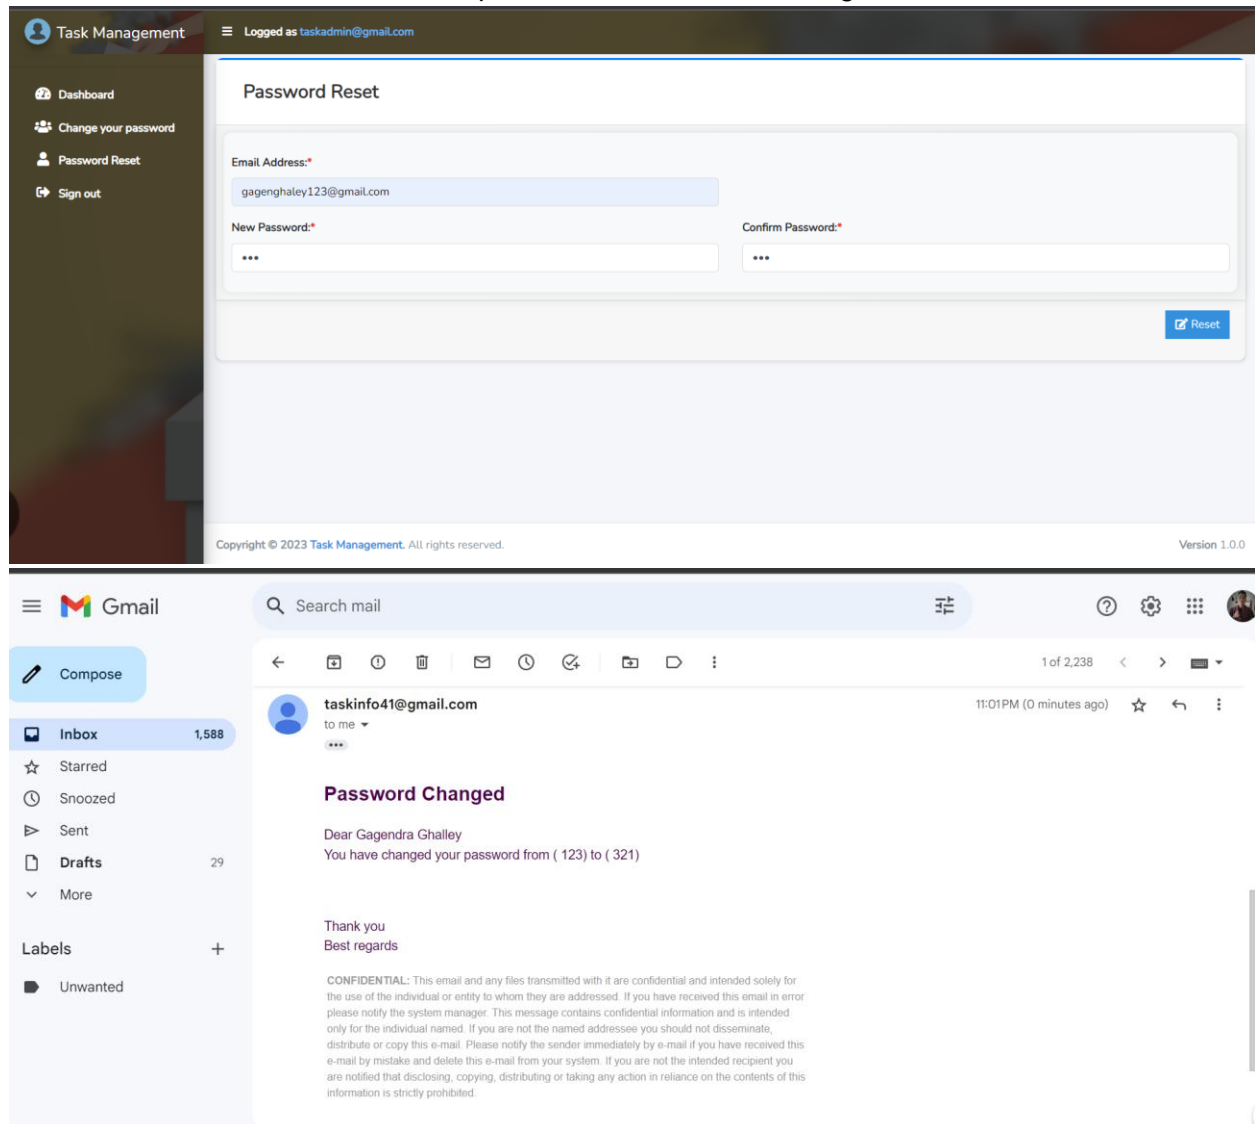 Task Management
Logged as taskadmin@gmail.com
Dashboard
Change your password
Password Reset
Sign out
Password Reset
Email Address:*
gagenghaley123@gmail.com
New Password:*
Confirm Password:*
•••
•••
Reset
Copyright © 2023 Task Management. All rights reserved.
Version 1.0.0
Gmail
Search mail
Compose
1 of 2,238
Inbox 1,588
Starred
Snoozed
Sent
Drafts 29
More
Labels
Unwanted
taskinfo41@gmail.com
11:01 PM (0 minutes ago)
to me
Password Changed
Dear Gagendra Ghalley
You have changed your password from ( 123) to ( 321)
Thank you
Best regards
CONFIDENTIAL: This email and any files transmitted with it are confidential and intended solely for
the use of the individual or entity to whom they are addressed. If you have received this email in error
please notify the system manager. This message contains confidential information and is intended
only for the individual named. If you are not the named addressee you should not disseminate,
distribute or copy this e-mail. Please notify the sender immediately by e-mail if you have received this
e-mail by mistake and delete this e-mail from your system. If you are not the intended recipient you
are notified that disclosing, copying, distributing or taking any action in reliance on the contents of this
information is strictly prohibited.